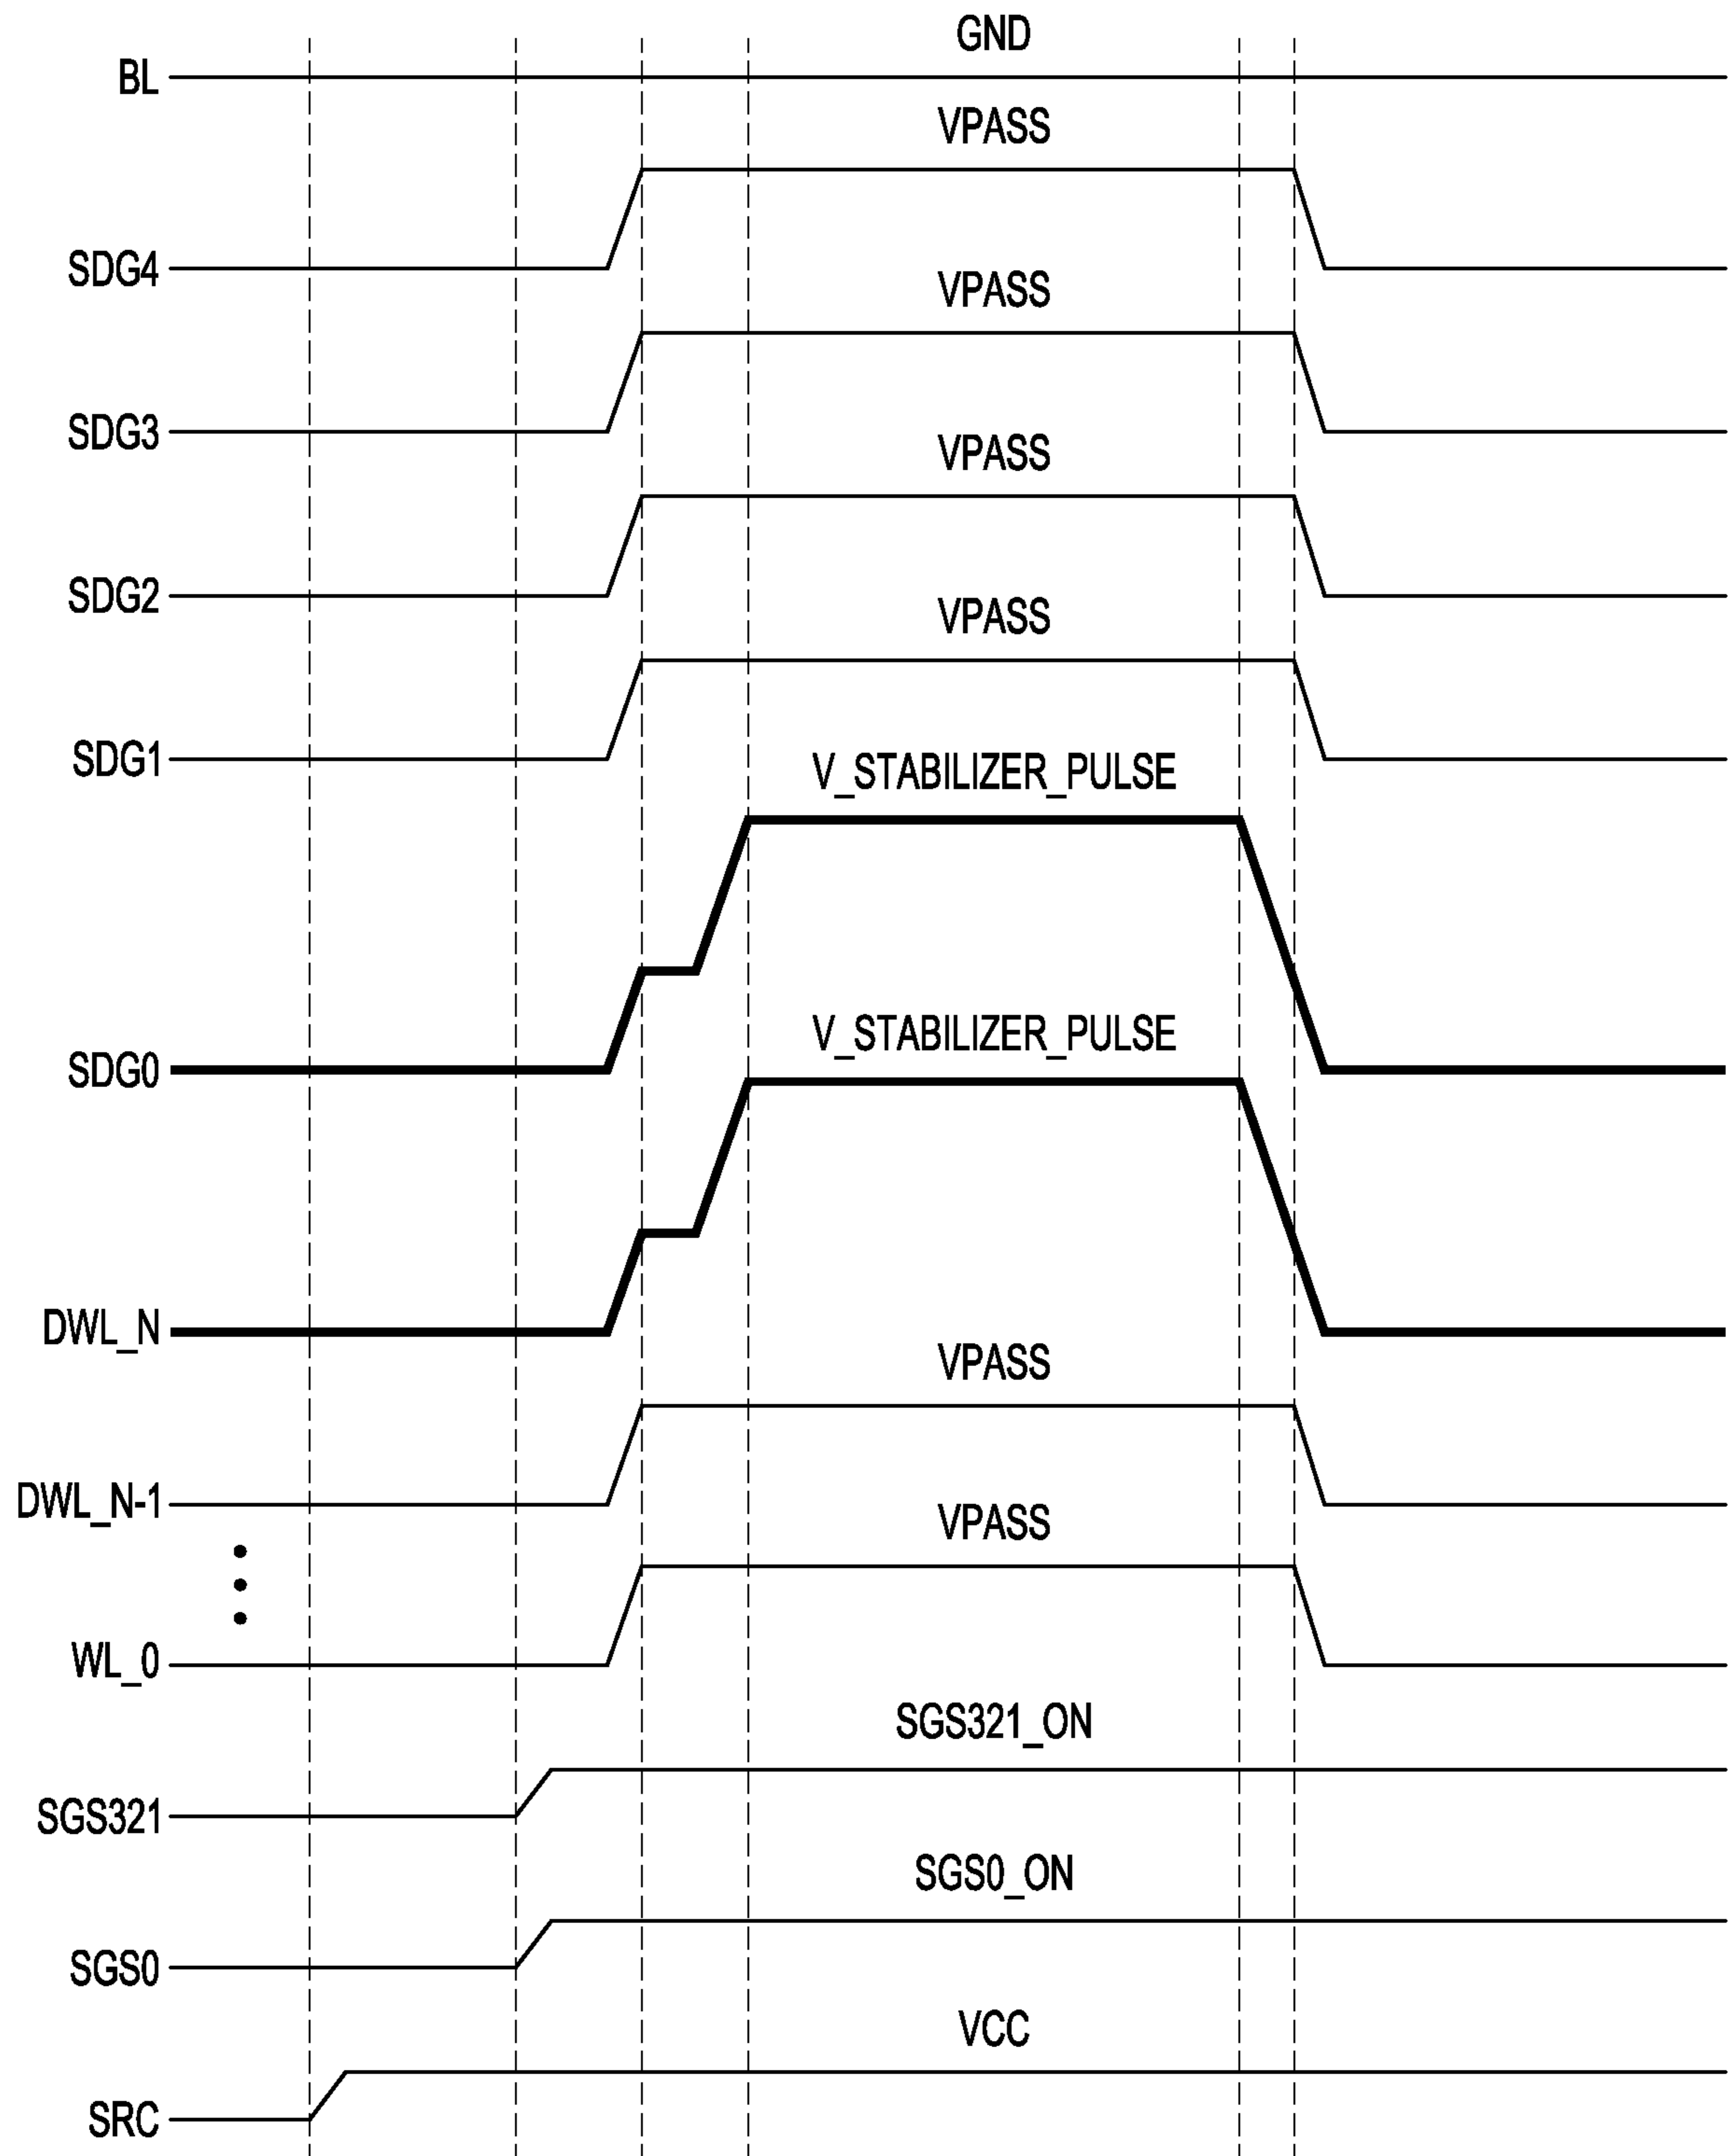 GND
BL
VPASS
SDG4
VPASS
SDG3
VPASS
SDG2
VPASS
SDG1
V_STABILIZER_PULSE
SDG0
V_STABILIZER_PULSE
DWL_N
VPASS
DWL_N-1
VPASS
WL_0
SGS321_ON
SGS321
SGS0_ON
SGS0
VCC
SRC